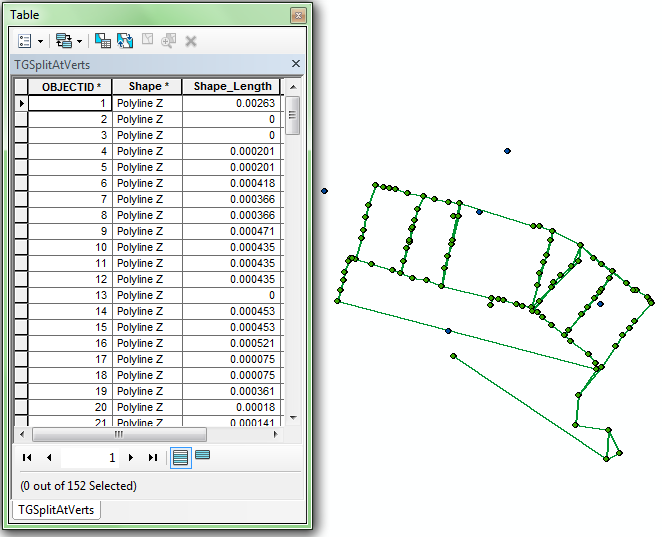 Table
TGSplitAtVerts
OBJECTID * Shape * Shape_Length
1 Polyline Z 0.00263
2 Polyline Z 0
3 Polyline Z 0
4 Polyline Z 0.000201
5 Polyline Z 0.000201
6 Polyline Z 0.000418
7 Polyline Z 0.000366
8 Polyline Z 0.000366
9 Polyline Z 0.000471
10 Polyline Z 0.000435
11 Polyline Z 0.000435
12 Polyline Z 0.000435
13 Polyline Z 0
14 Polyline Z 0.000453
15 Polyline Z 0.000453
16 Polyline Z 0.000521
17 Polyline Z 0.000075
18 Polyline Z 0.000075
19 Polyline Z 0.000361
20 Polyline Z 0.00018
21 Polyline Z 0.000141
1
(0 out of 152 Selected)
TGSplitAtVerts